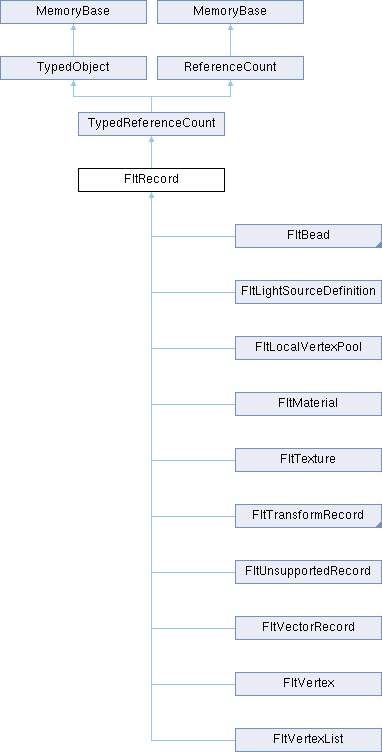 MemoryBase
MemoryBase
TypedObject
ReferenceCount
TypedReferenceCount
FltRecord
FltBead
FltLightSourceDefinition
FltLocalVertexPool
FltMaterial
FltTexture
FltTransformRecord
FltUnsupportedRecord
FltVectorRecord
FltVertex
FltVertexList